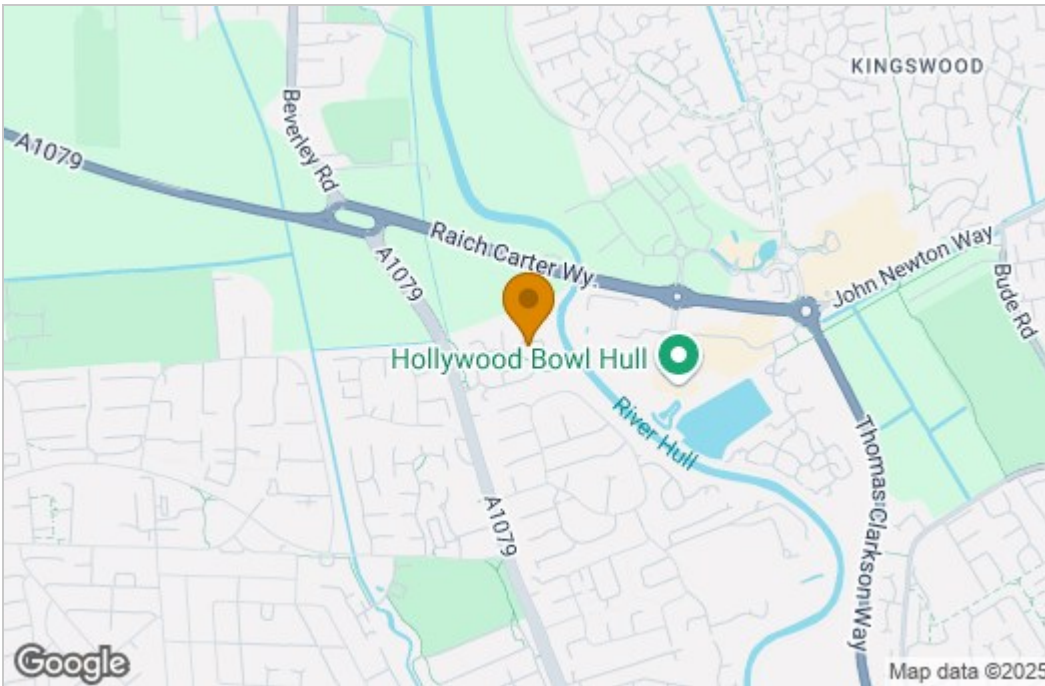 KINGSWOOD
A1079
Beverley Rd
Raich Carter Wy.
A1079
John Newton Way
Bude Rd
Hollywood Bowl Hull
River Hull
Thomas Clarkson Way
A1079
Google
Map data ©2025